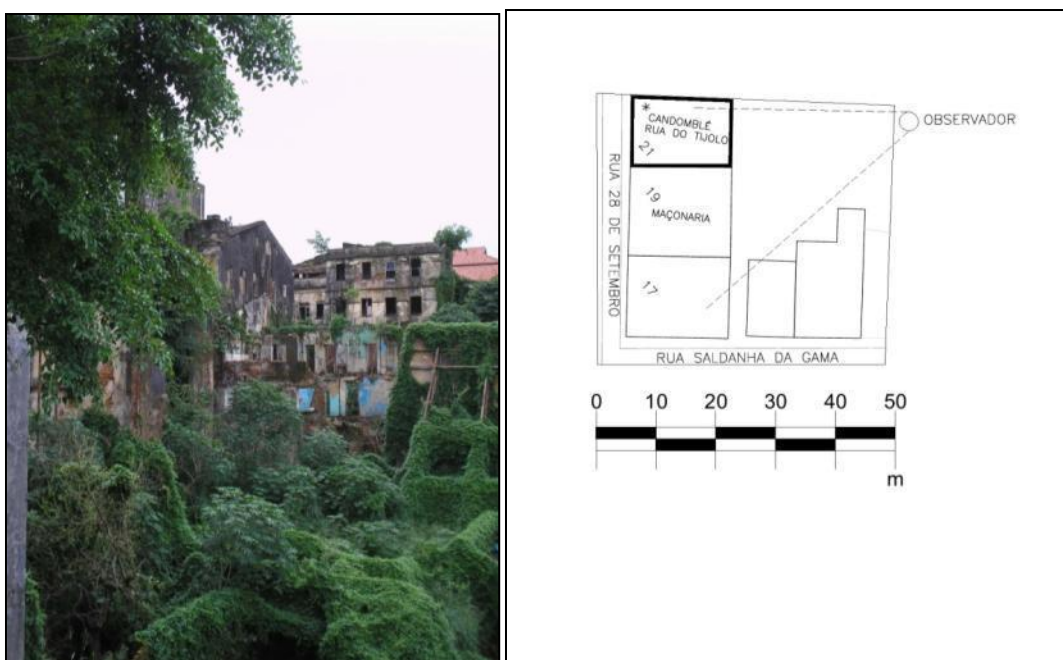 *
CANDOMBLÉ
RUA DO TIJOLO
21
OBSERVADOR
19
MAÇONARIA
17
RUA 28 DE SETEMBRO
RUA SALDANHA DA GAMA
0 10 20 30 40 50
m